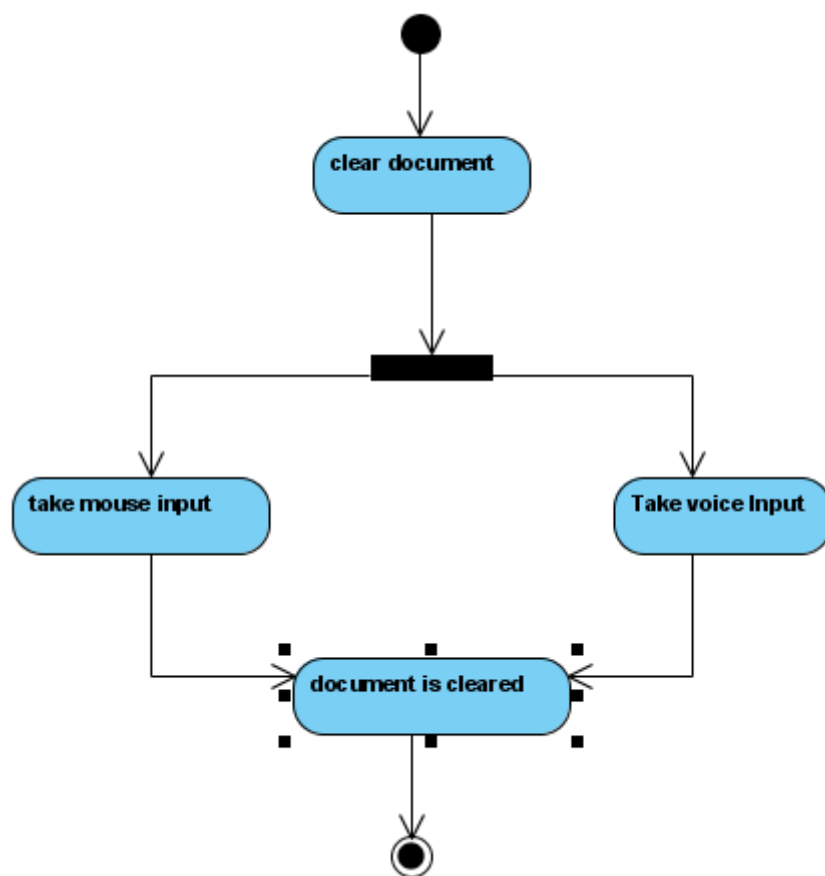 clear document
take mouse input
Take voice Input
document is cleared